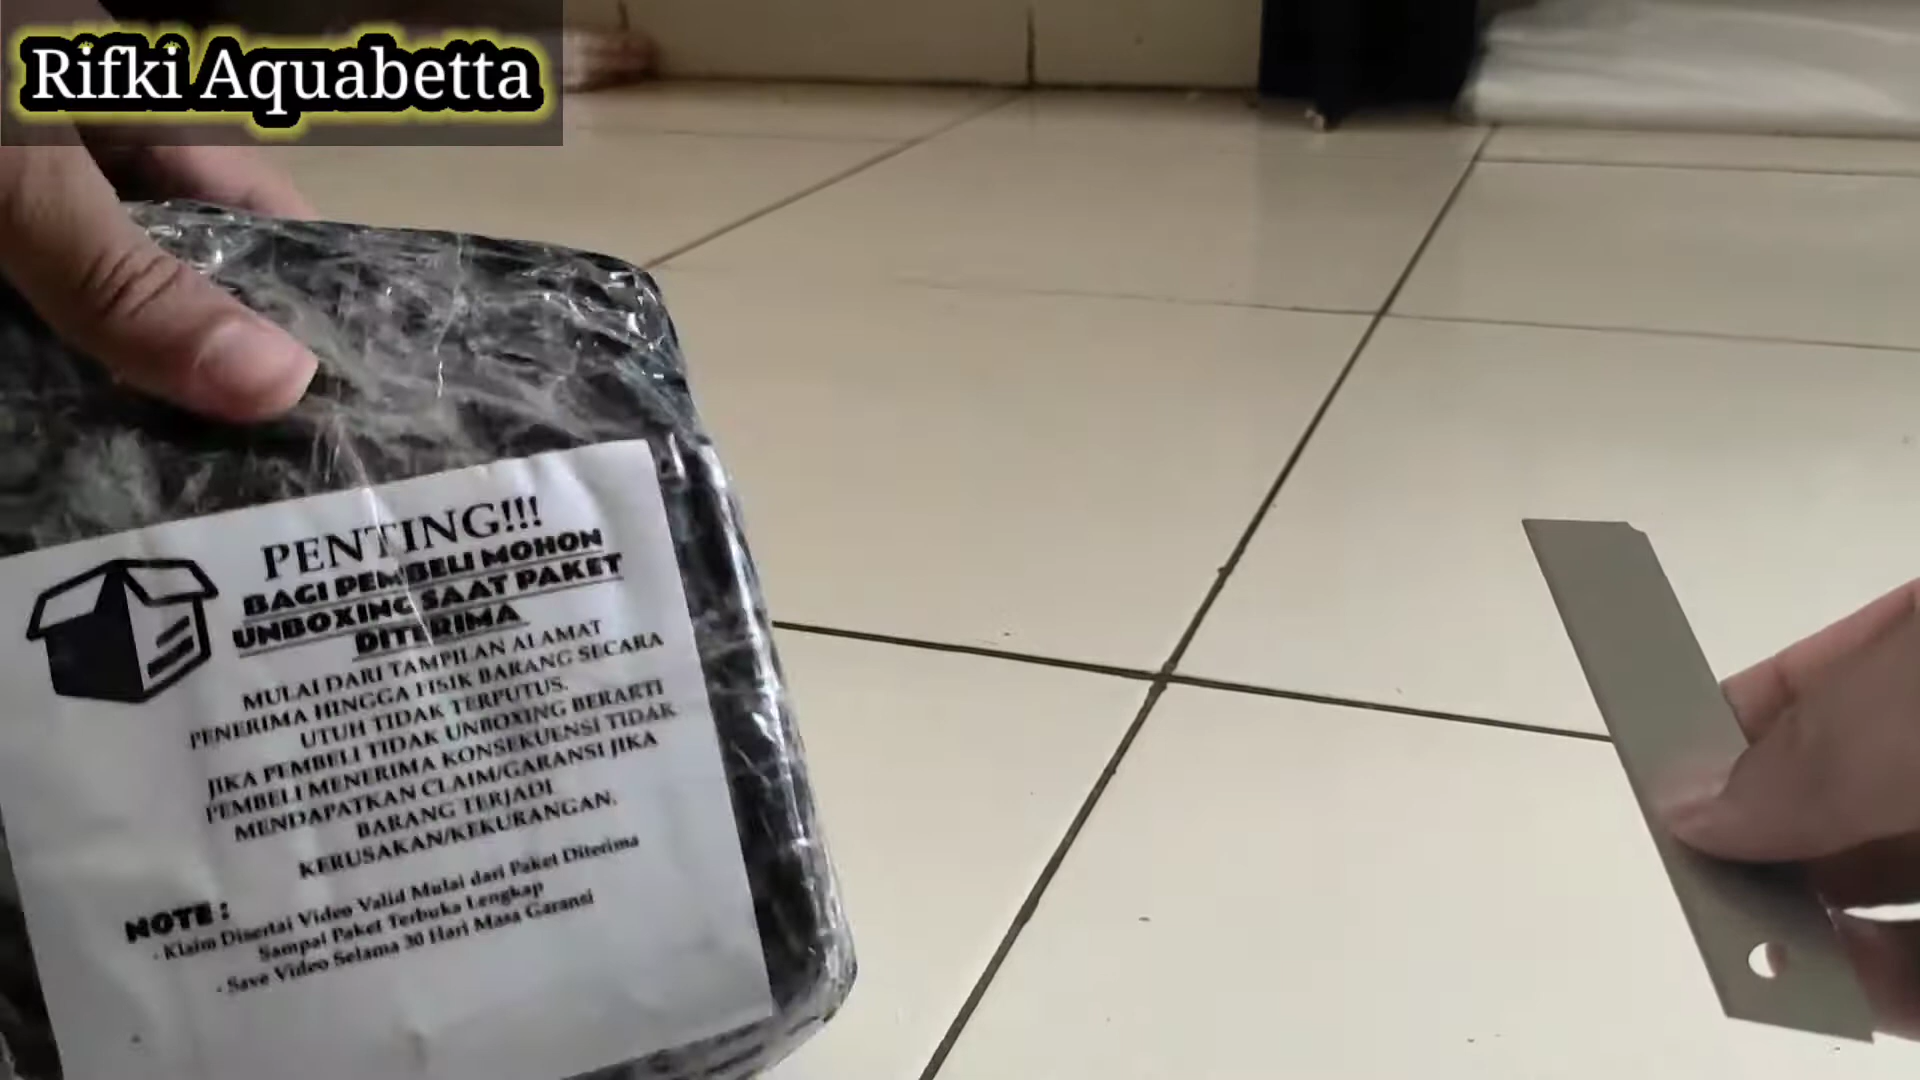 Rifki Aquabetta
PENTING!!!
BAGI PEMBELI MOHON
UNBOXING SAAT PAKET
DITERIMA
MULAI DARI TAMPILAN ALAMAT
PENERIMA HINGGA FISIK BARANG SECARA
UTUH TIDAK TERPUTUS.
JIKA PEMBELI TIDAK UNBOXING BERARTI
PEMBELI MENERIMA KONSEKUENSI TIDAK
MENDAPATKAN CLAIM/GARANSI JIKA
BARANG TERJADI
KERUSAKAN/KEKURANGAN.
NOTE :
- Klaim Disertai Video Valid Mulai dari Paket Diterima
Sampai Paket Terbuka Lengkap
- Save Video Selama 30 Hari Masa Garansi